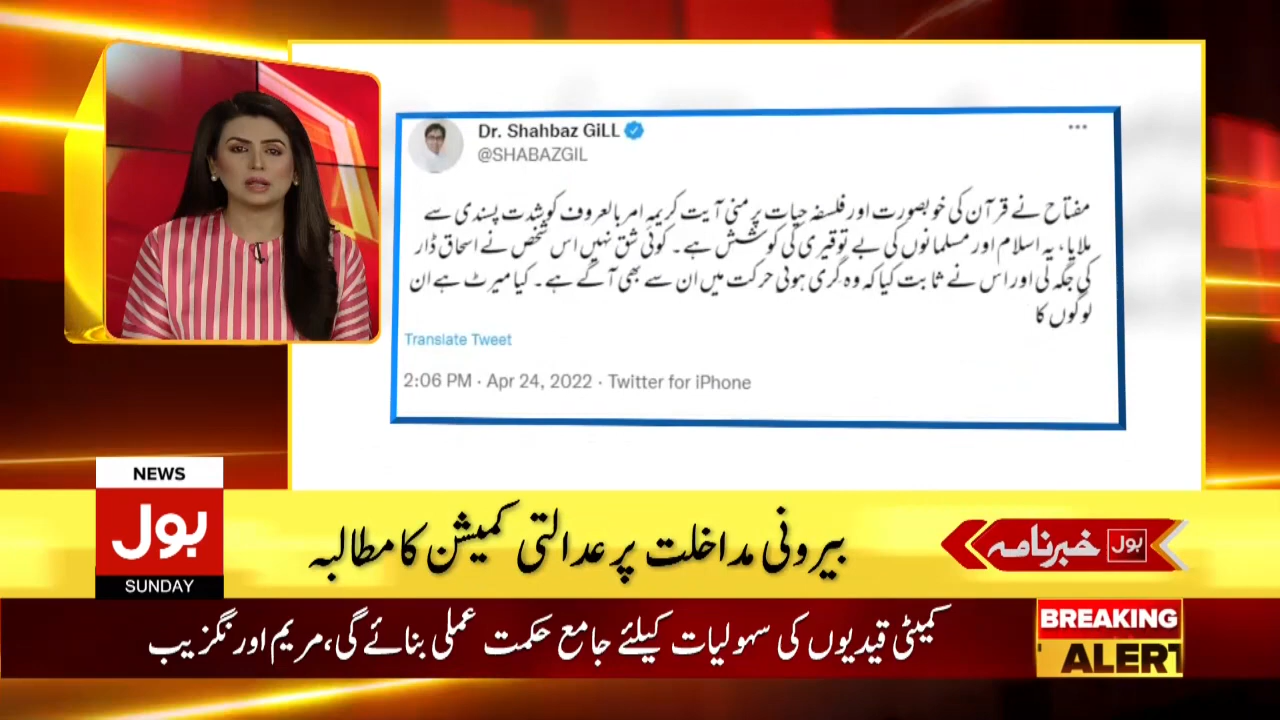 Dr. Shahbaz GiLL
@SHABAZGIL
مفتاح نے قرآن کی خوبصورت اور فلسفہ حیات پر مبنی آیت کریمہ امر بالعروف کو شدت پسندی سے
ملایا، یہ اسلام اور مسلمانوں کی بے توقیری کی کوشش ہے۔ کوئی شق نہیں اس شخص نے اسحاق ڈار
کی جگہ لی اور اس نے ثابت کیا کہ وہ گری ہوئی حرکت میں ان سے بھی آگے ہے۔ کیا میرٹ ہے ان
لوگوں کا
Translate Tweet
2:06 PM · Apr 24, 2022 · Twitter for iPhone
NEWS
بول
SUNDAY
بیرونی مداخلت پر عدالتی کمیشن کا مطالبہ
بول خبرنامہ
کمیٹی قیدیوں کی سہولیات کیلئے جامع حکمت عملی بنائے گی، مریم اورنگزیب
BREAKING
ALERT